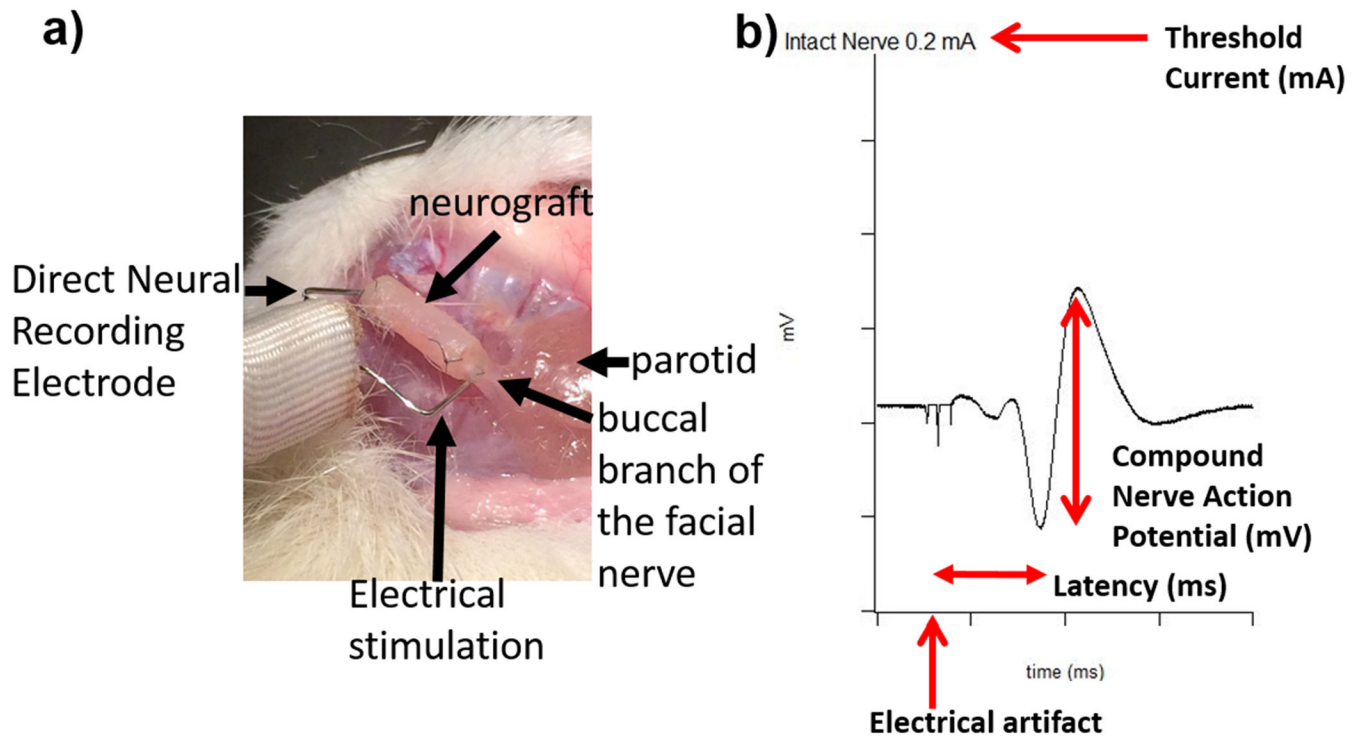 a)
neurograft
Direct Neural
Recording
Electrode
parotid
buccal
branch of
the facial
nerve
Electrical
stimulation
b)
Intact Nerve 0.2 mA
Threshold
Current (mA)
mV
Compound
Nerve Action
Potential (mV)
Latency (ms)
time (ms)
Electrical artifact